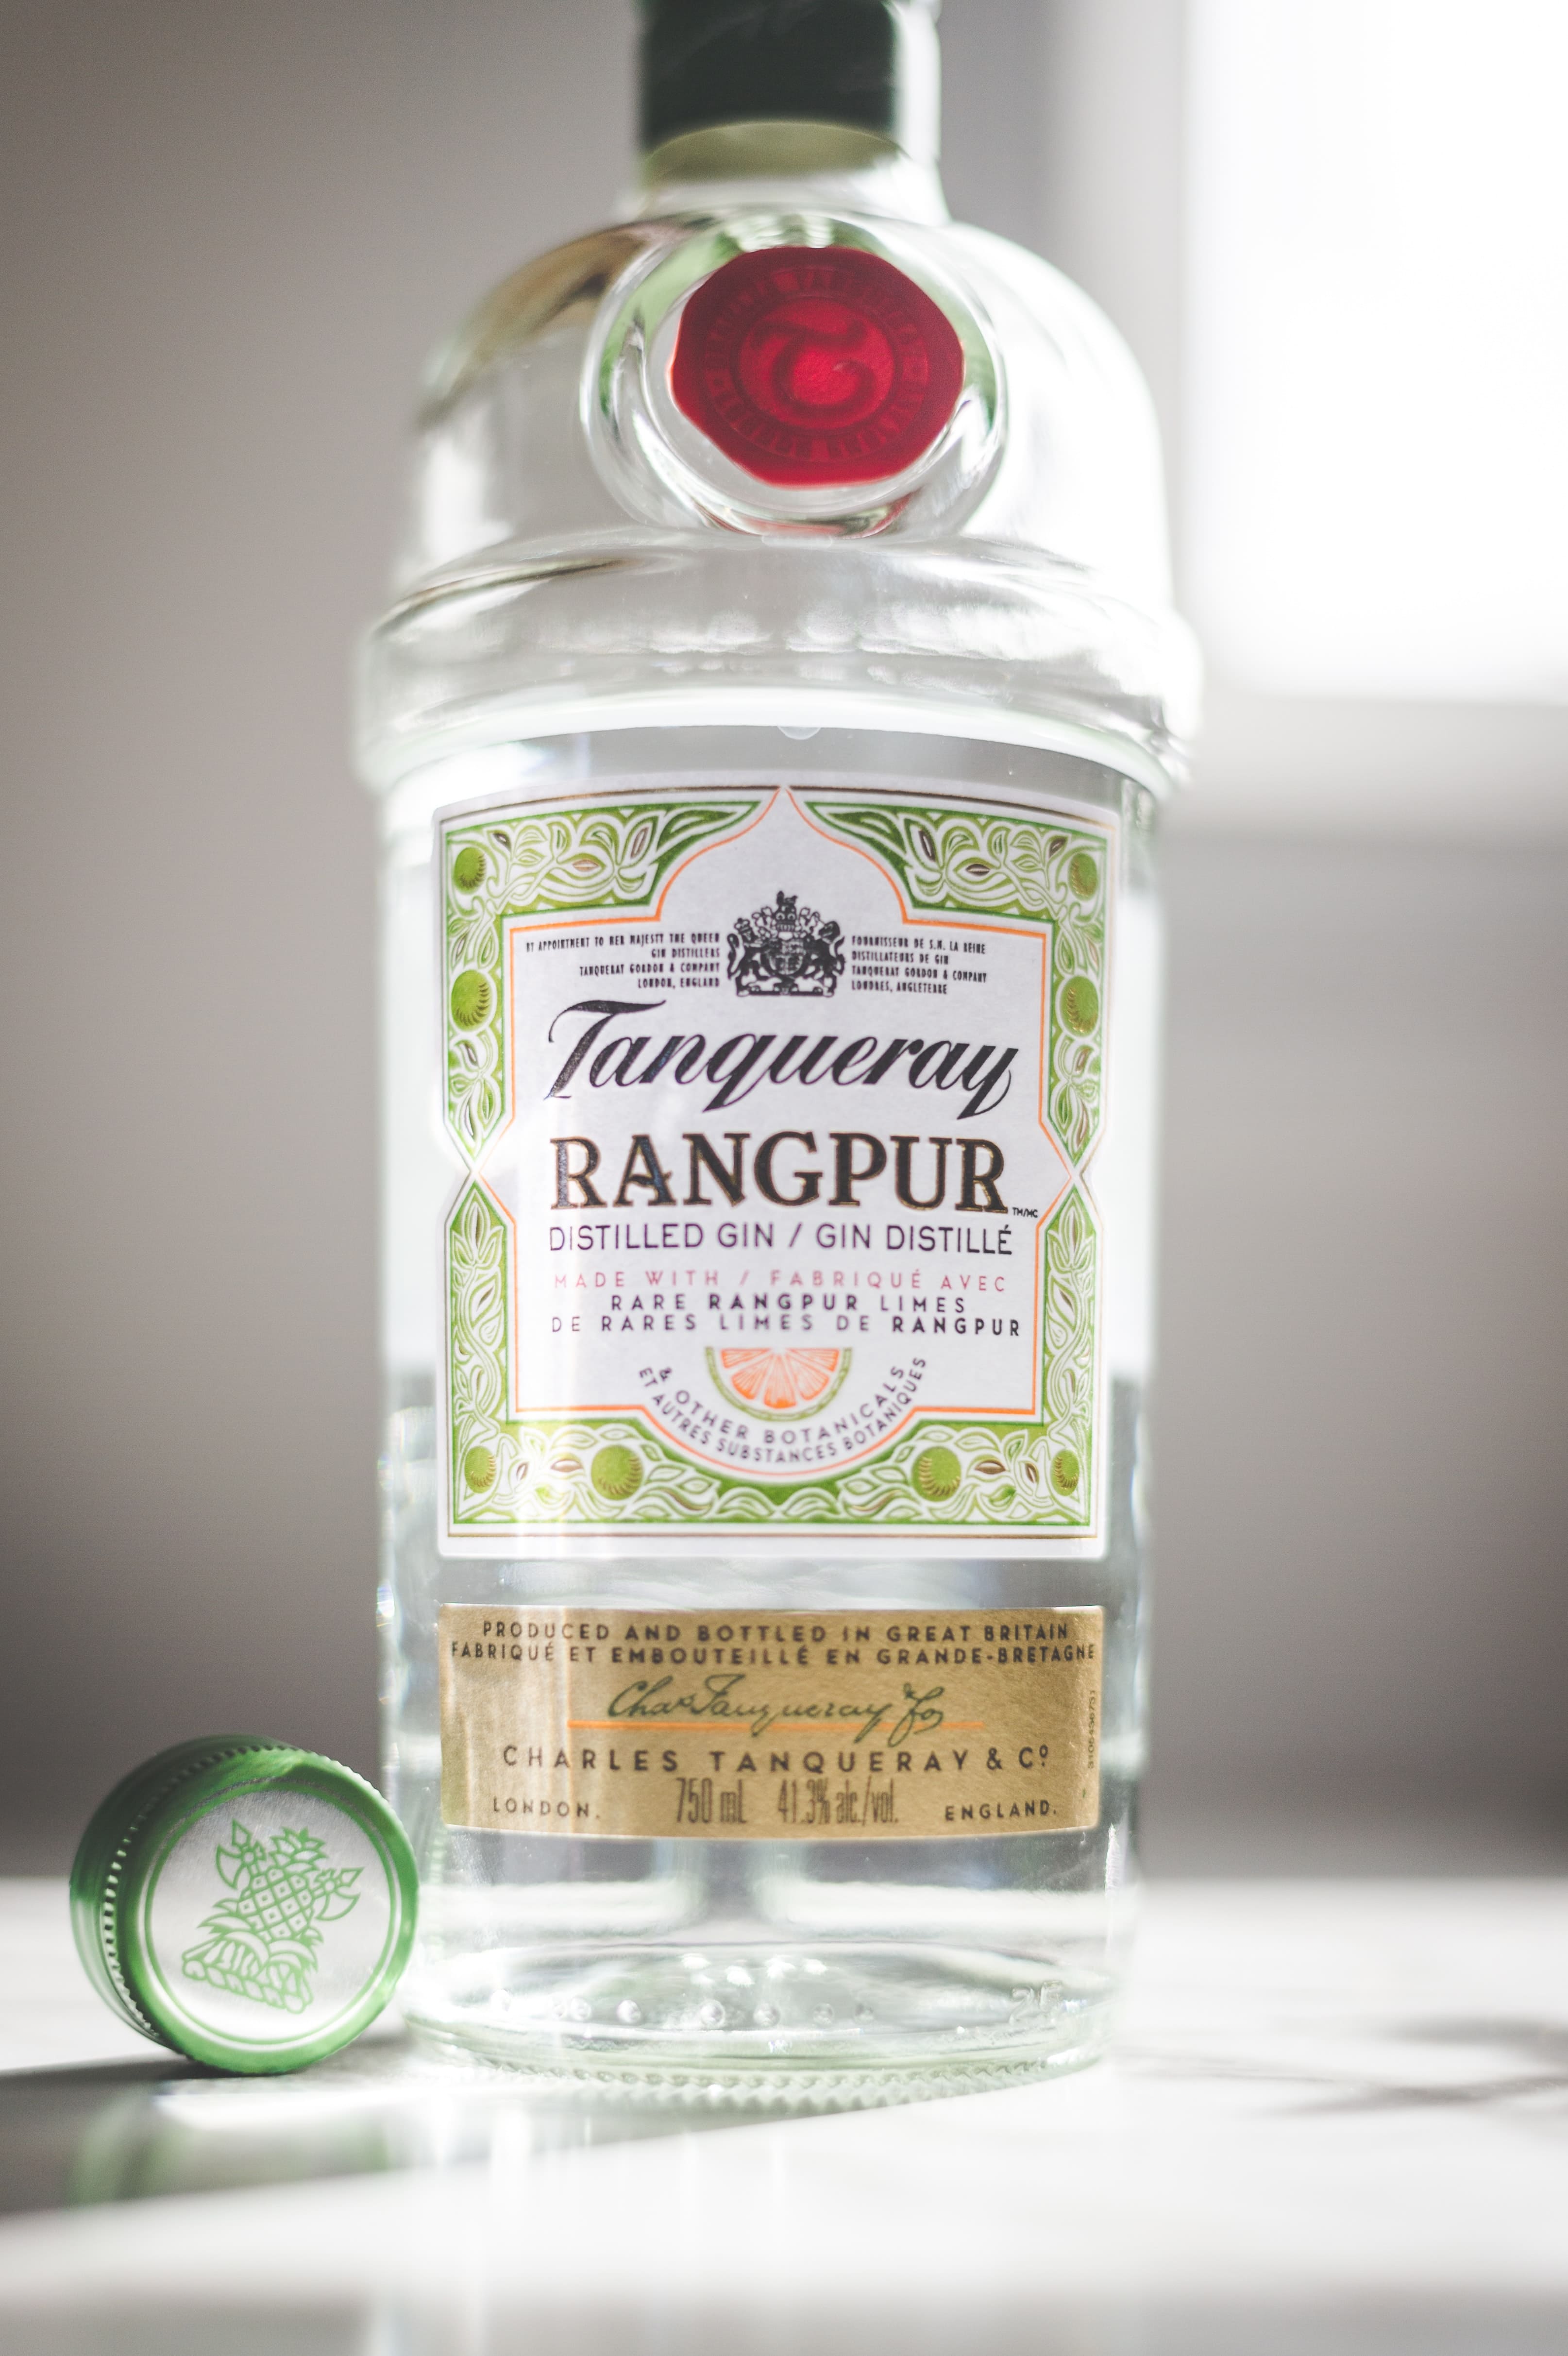 BY APPOINTMENT TO HER MAJESTY THE QUEEN
GIN DISTILLERS
TANQUERAY GORDON & COMPANY
LONDON, ENGLAND
FOURNISSEUR DE S.M. LA REINE
DISTILLATEURS DE GIN
TANQUERAY GORDON & COMPANY
LONDRES, ANGLETERRE
Tanqueray
RANGPUR TM/MC
DISTILLED GIN / GIN DISTILLÉ
MADE WITH / FABRIQUÉ AVEC
RARE RANGPUR LIMES
DE RARES LIMES DE RANGPUR
& OTHER BOTANICALS
ET AUTRES SUBSTANCES BOTANIQUES
PRODUCED AND BOTTLED IN GREAT BRITAIN
FABRIQUÉ ET EMBOUTEILLÉ EN GRANDE-BRETAGNE
Chas Tanqueray & Co
CHARLES TANQUERAY & Cº
750 mL 41.3% alc./vol.
LONDON. ENGLAND.